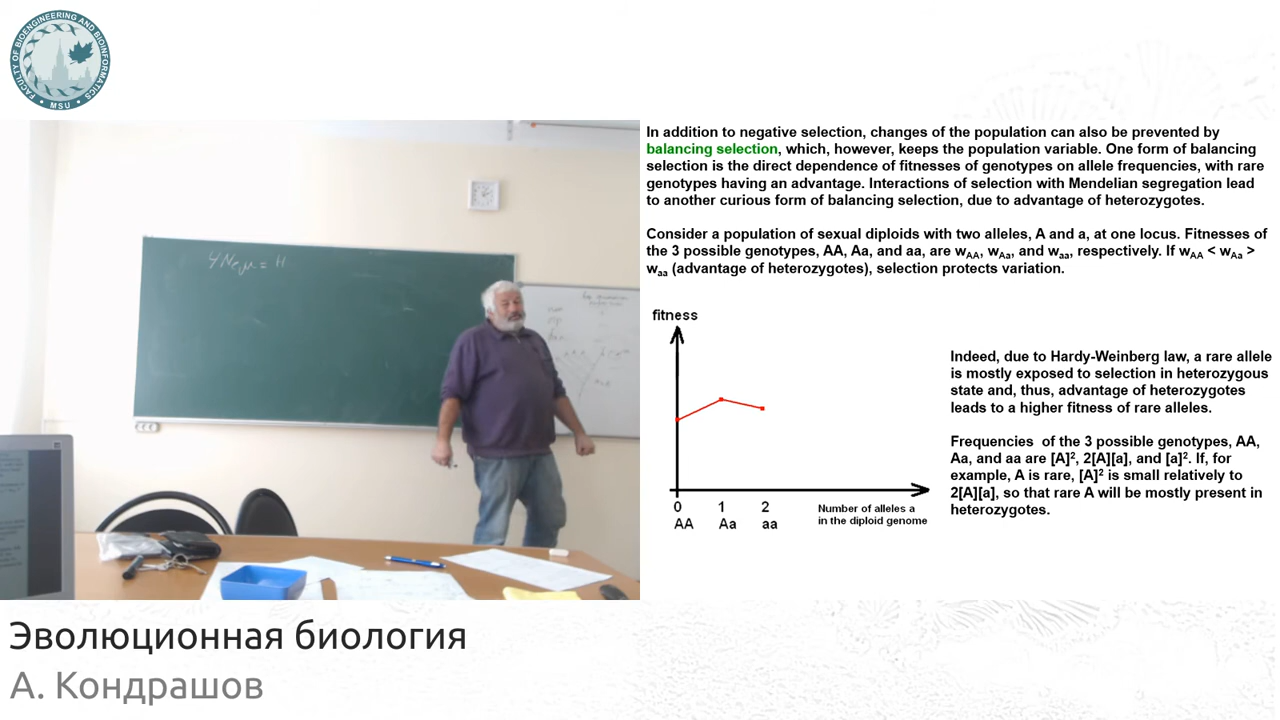 FACULTY OF BIOENGINEERING AND BIOINFORMATICS
• MSU •
4Neμ = H
In addition to negative selection, changes of the population can also be prevented by
balancing selection, which, however, keeps the population variable. One form of balancing
selection is the direct dependence of fitnesses of genotypes on allele frequencies, with rare
genotypes having an advantage. Interactions of selection with Mendelian segregation lead
to another curious form of balancing selection, due to advantage of heterozygotes.
Consider a population of sexual diploids with two alleles, A and a, at one locus. Fitnesses of
the 3 possible genotypes, AA, Aa, and aa, are wAA, wAa, and waa, respectively. If wAA < wAa >
waa (advantage of heterozygotes), selection protects variation.
fitness
0 1 2
AA Aa aa
Number of alleles a
in the diploid genome
Indeed, due to Hardy-Weinberg law, a rare allele
is mostly exposed to selection in heterozygous
state and, thus, advantage of heterozygotes
leads to a higher fitness of rare alleles.
Frequencies of the 3 possible genotypes, AA,
Aa, and aa are [A]², 2[A][a], and [a]². If, for
example, A is rare, [A]² is small relatively to
2[A][a], so that rare A will be mostly present in
heterozygotes.
Эволюционная биология
А. Кондрашов